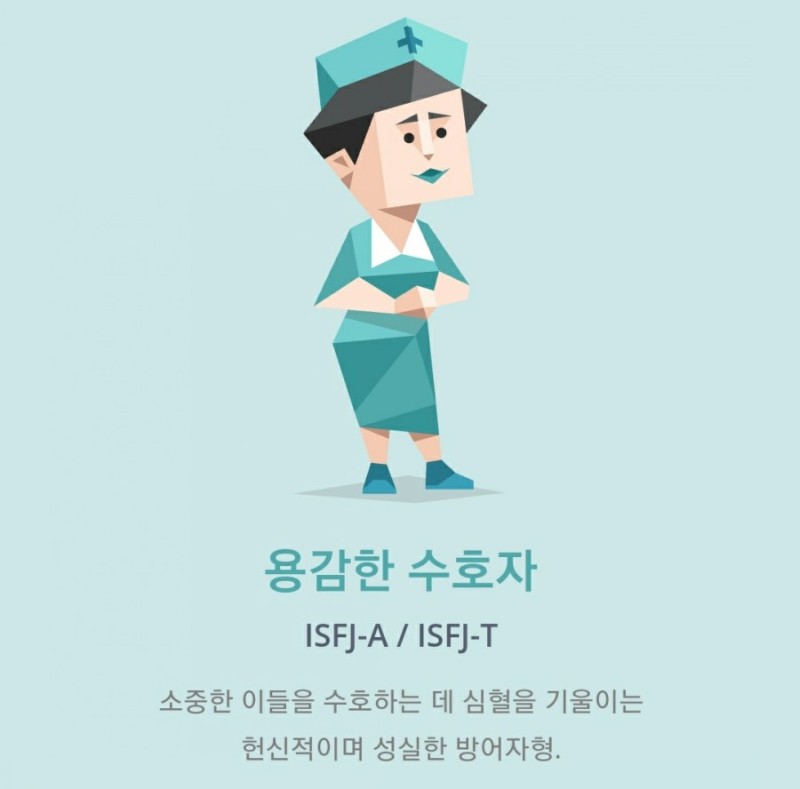 용감한 수호자
ISFJ-A / ISFJ-T
소중한 이들을 수호하는 데 심혈을 기울이는
헌신적이며 성실한 방어자형.